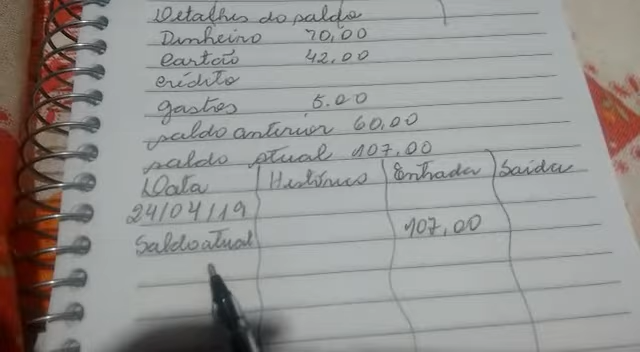 Detalhes do saldo
Dinheiro 70,00
cartão 42,00
crédito
gastos 5.00
saldo anterior 60,00
saldo atual 107,00
Data Histórico Entrada Saída
24/04/19
Saldo atual 107,00